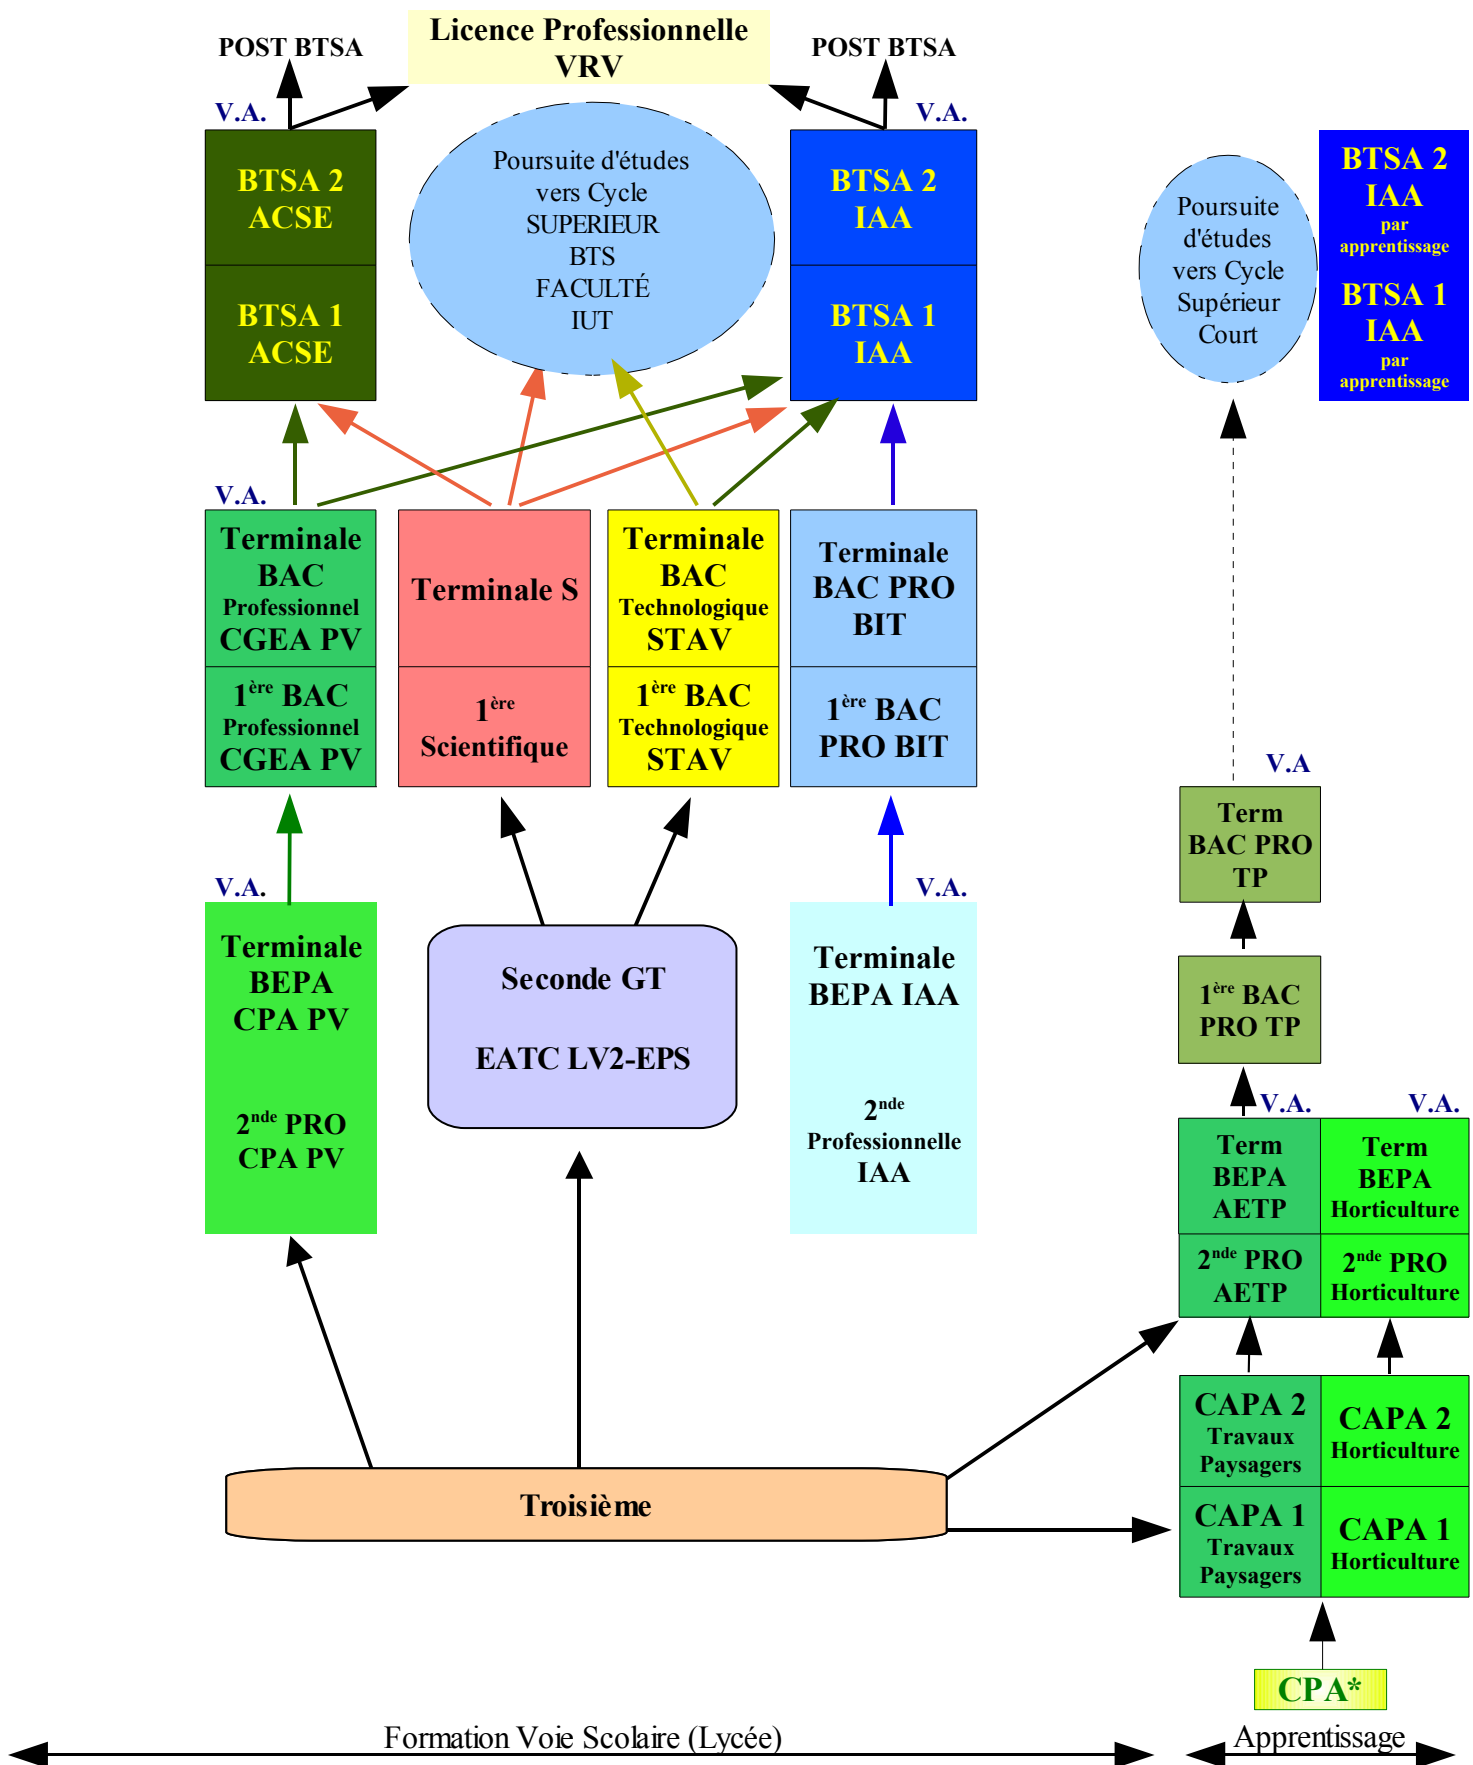 Licence Professionnelle
VRV
POST BTSA
POST BTSA
V.A.
V.A.
BTSA 2
ACSE
BTSA 1
ACSE
Poursuite d'études
vers Cycle
SUPERIEUR
BTS
FACULTÉ
IUT
BTSA 2
IAA
BTSA 1
IAA
Poursuite
d'études
vers Cycle
Supérieur
Court
BTSA 2
IAA
par
apprentissage
BTSA 1
IAA
par
apprentissage
V.A.
Terminale
BAC
Professionnel
CGEA PV
1ère BAC
Professionnel
CGEA PV
Terminale S
1ère
Scientifique
Terminale
BAC
Technologique
STAV
1ère BAC
Technologique
STAV
Terminale
BAC PRO
BIT
1ère BAC
PRO BIT
V.A
Term
BAC PRO
TP
1ère BAC
PRO TP
V.A.
Terminale
BEPA
CPA PV
2nde PRO
CPA PV
Seconde GT
EATC LV2-EPS
V.A.
Terminale
BEPA IAA
2nde
Professionnelle
IAA
V.A.
V.A.
Term
BEPA
AETP
2nde PRO
AETP
Term
BEPA
Horticulture
2nde PRO
Horticulture
CAPA 2
Travaux
Paysagers
CAPA 1
Travaux
Paysagers
CAPA 2
Horticulture
CAPA 1
Horticulture
Troisième
CPA*
Formation Voie Scolaire (Lycée)
Apprentissage